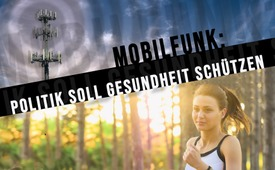 MOBILFUNK:
POLITIK SOLL GESUNDHEIT SCHÜTZEN